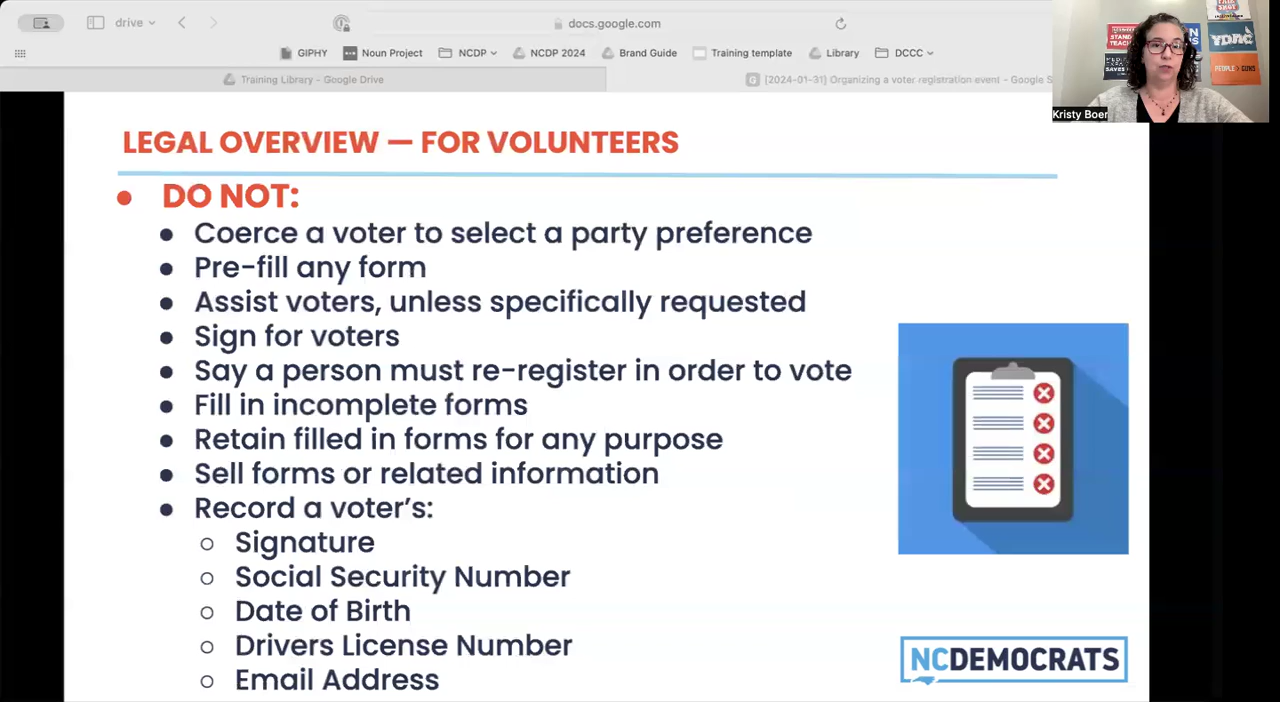 drive
docs.google.com
GIPHY
Noun Project
NCDP
NCDP 2024
Brand Guide
Training template
Library
DCCC
Training Library - Google Drive
[2024-01-31] Organizing a voter registration event - Google S
PEOPLE > GUNS
Kristy Boer
LEGAL OVERVIEW — FOR VOLUNTEERS
DO NOT:
Coerce a voter to select a party preference
Pre-fill any form
Assist voters, unless specifically requested
Sign for voters
Say a person must re-register in order to vote
Fill in incomplete forms
Retain filled in forms for any purpose
Sell forms or related information
Record a voter's:
Signature
Social Security Number
Date of Birth
Drivers License Number
Email Address
NCDEMOCRATS